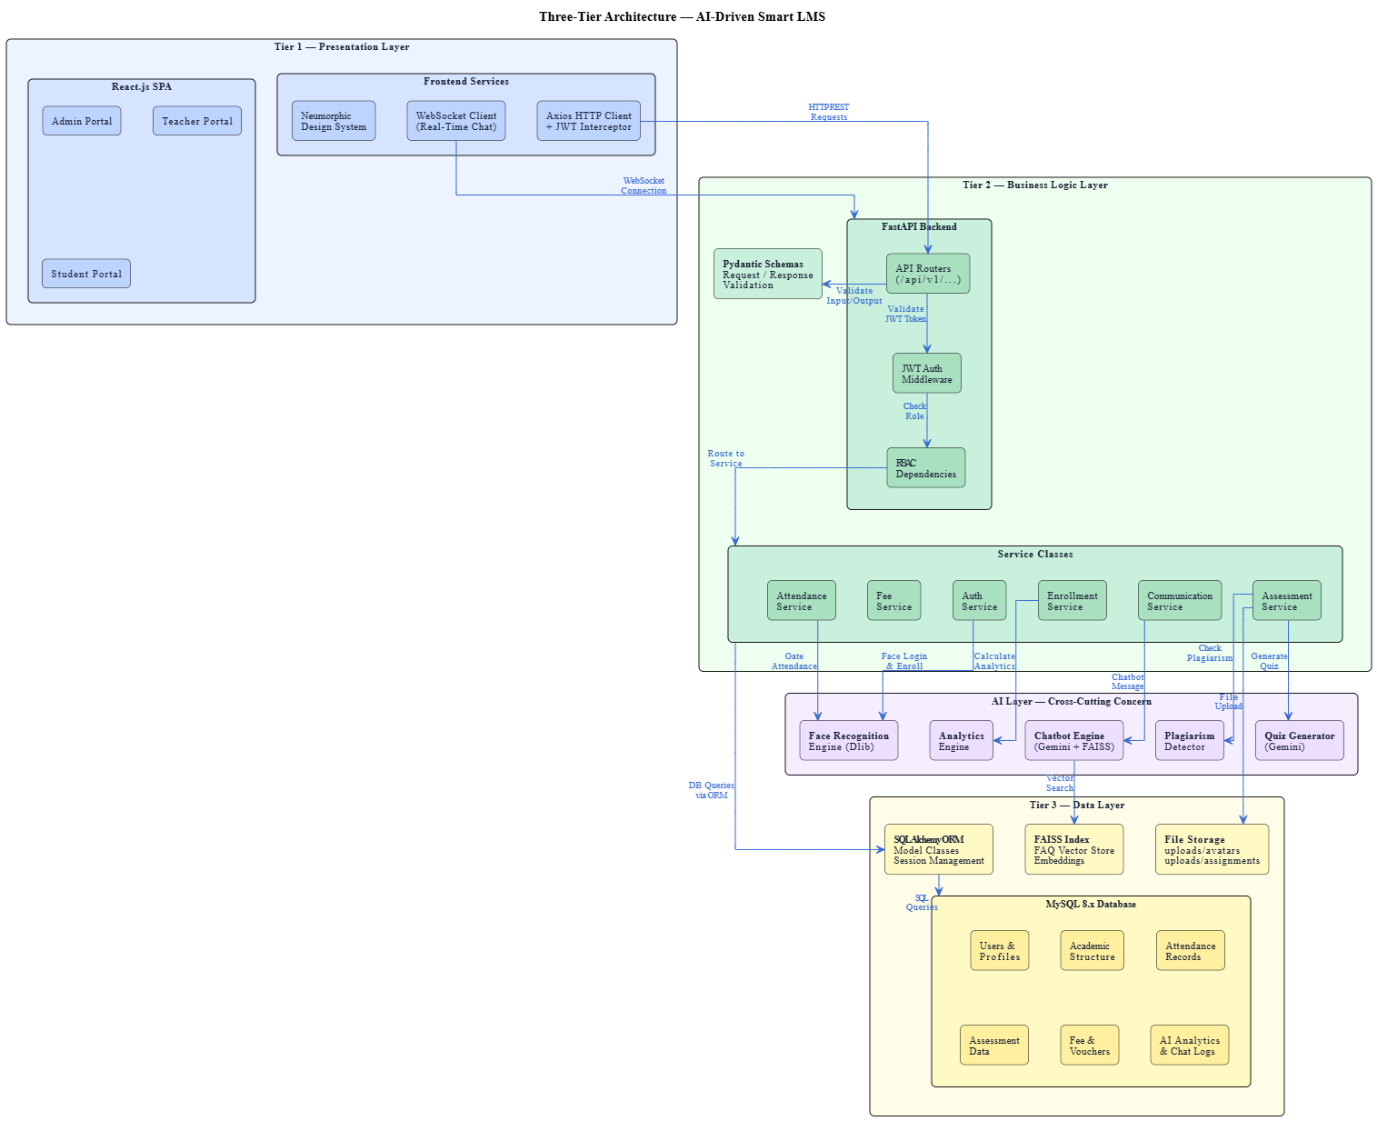 Three-Tier Architecture — AI-Driven Smart LMS
Tier 1 — Presentation Layer
React.js SPA
Admin Portal
Teacher Portal
Student Portal
Frontend Services
Neumorphic
Design System
WebSocket Client
(Real-Time Chat)
Axios HTTP Client
+ JWT Interceptor
HTTPREST
Requests
WebSocket
Connection
Tier 2 — Business Logic Layer
FastAPI Backend
Pydantic Schemas
Request / Response
Validation
API Routers
(/api/v1/...)
Validate
Input/Output
Validate
JWT Token
JWT Auth
Middleware
Check
Role
RBAC
Dependencies
Route to
Service
Service Classes
Attendance
Service
Fee
Service
Auth
Service
Enrollment
Service
Communication
Service
Assessment
Service
Gate
Attendance
Face Login
& Enroll
Calculate
Analytics
Chatbot
Message
Check
Plagiarism
Generate
Quiz
File
Upload
AI Layer — Cross-Cutting Concern
Face Recognition
Engine (Dlib)
Analytics
Engine
Chatbot Engine
(Gemini + FAISS)
Plagiarism
Detector
Quiz Generator
(Gemini)
DB Queries
via ORM
Vector
Search
Tier 3 — Data Layer
SQLAlchemy ORM
Model Classes
Session Management
FAISS Index
FAQ Vector Store
Embeddings
File Storage
uploads/avatars
uploads/assignments
SQL
Queries
MySQL 8.x Database
Users &
Profiles
Academic
Structure
Attendance
Records
Assessment
Data
Fee &
Vouchers
AI Analytics
& Chat Logs